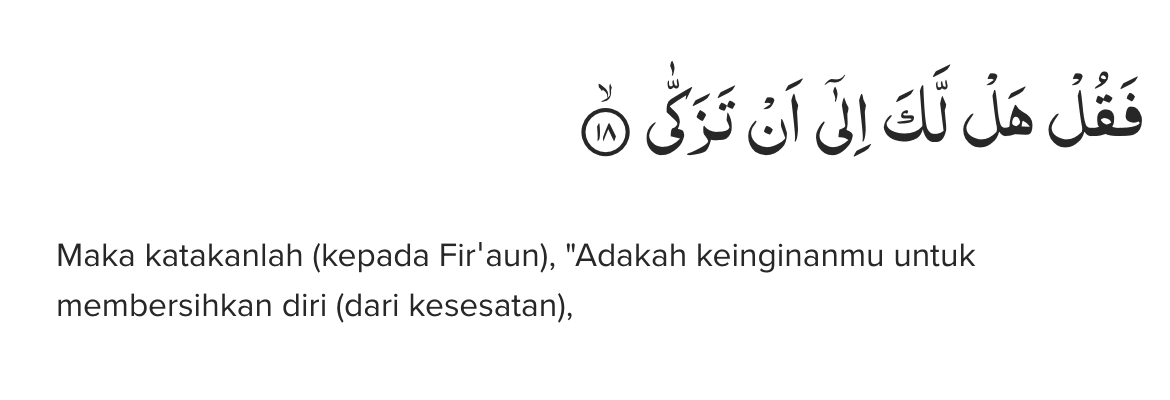 فَقُلْ هَلْ لَّكَ اِلٰٓى اَنْ تَزَكّٰىۙ ١٨
Maka katakanlah (kepada Fir'aun), "Adakah keinginanmu untuk
membersihkan diri (dari kesesatan),